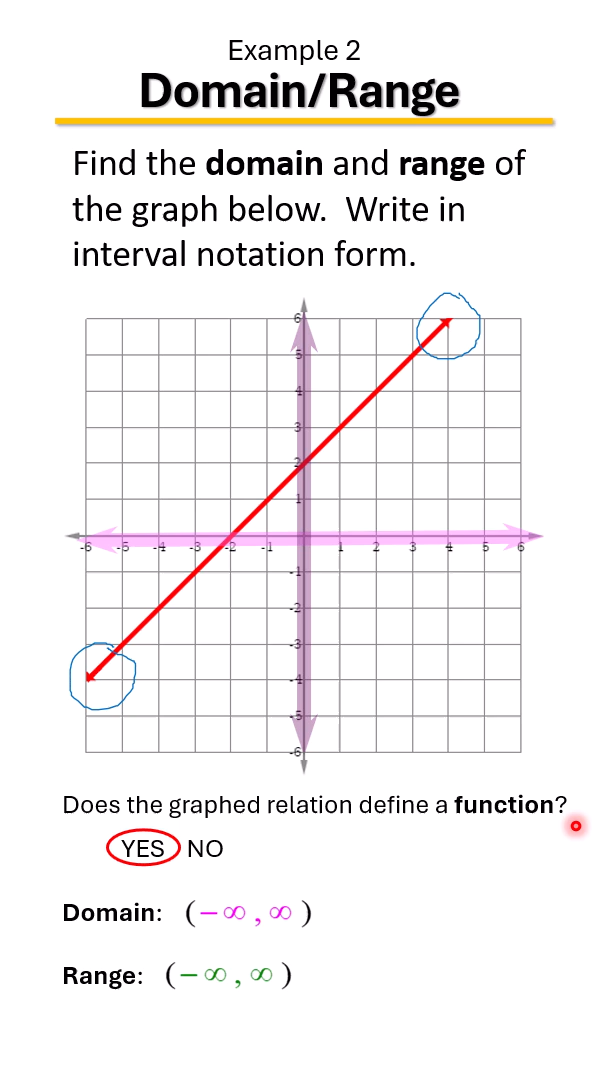 Example 2
Domain/Range
Find the domain and range of
the graph below. Write in
interval notation form.
6
5
4
3
2
1
-6 -5 -4 -3 -2 -1 1 2 3 4 5 6
-1
-2
-3
-4
-5
-6
Does the graphed relation define a function?
YES NO
Domain: (−∞ , ∞ )
Range: (−∞ , ∞ )